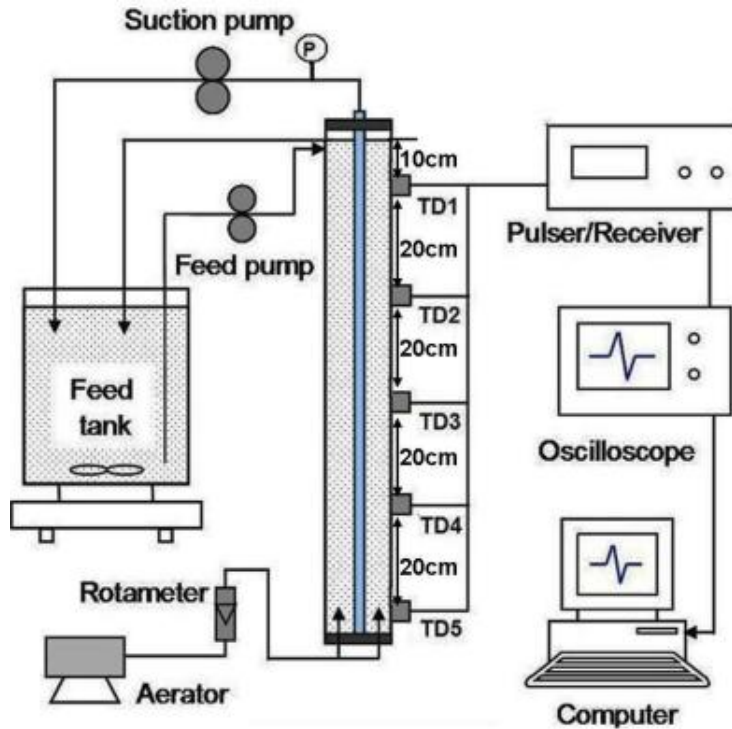 Suction pump
P
10cm
TD1
Pulser/Receiver
20cm
Feed pump
TD2
20cm
Feed
tank
TD3
Oscilloscope
20cm
TD4
20cm
Rotameter
TD5
Aerator
Computer